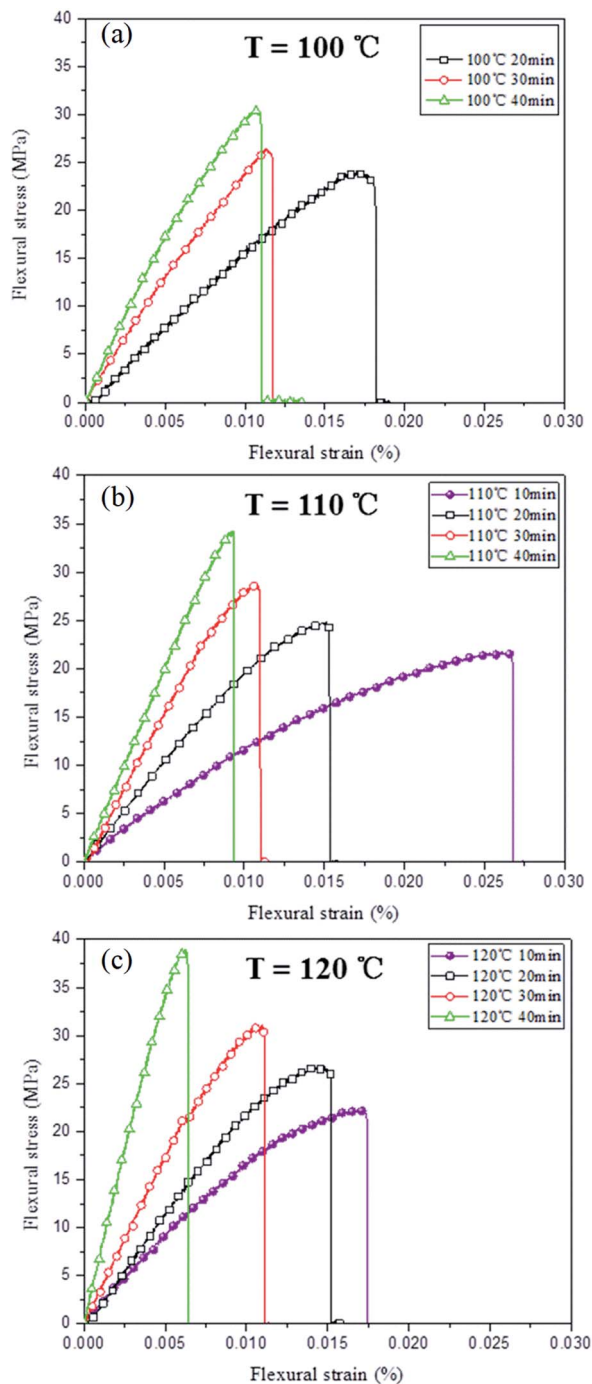 (a)
T = 100 ℃
100℃ 20min
100℃ 30min
100℃ 40min
Flexural stress (MPa)
40
35
30
25
20
15
10
5
0
0.000 0.005 0.010 0.015 0.020 0.025 0.030
Flexural strain (%)
(b)
T = 110 ℃
110℃ 10min
110℃ 20min
110℃ 30min
110℃ 40min
Flexural stress (MPa)
40
35
30
25
20
15
10
5
0
0.000 0.005 0.010 0.015 0.020 0.025 0.030
Flexural strain (%)
(c)
T = 120 ℃
120℃ 10min
120℃ 20min
120℃ 30min
120℃ 40min
Flexural stress (MPa)
40
35
30
25
20
15
10
5
0
0.000 0.005 0.010 0.015 0.020 0.025 0.030
Flexural strain (%)